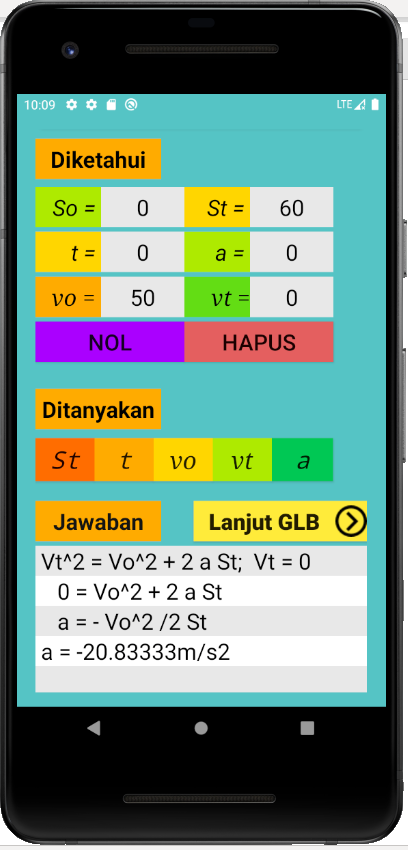 10:09 LTE
Diketahui
So = 0 St = 60
t = 0 a = 0
vo = 50 vt = 0
NOL HAPUS
Ditanyakan
St t vo vt a
Jawaban Lanjut GLB
Vt^2 = Vo^2 + 2 a St; Vt = 0
0 = Vo^2 + 2 a St
a = - Vo^2 /2 St
a = -20.83333m/s2